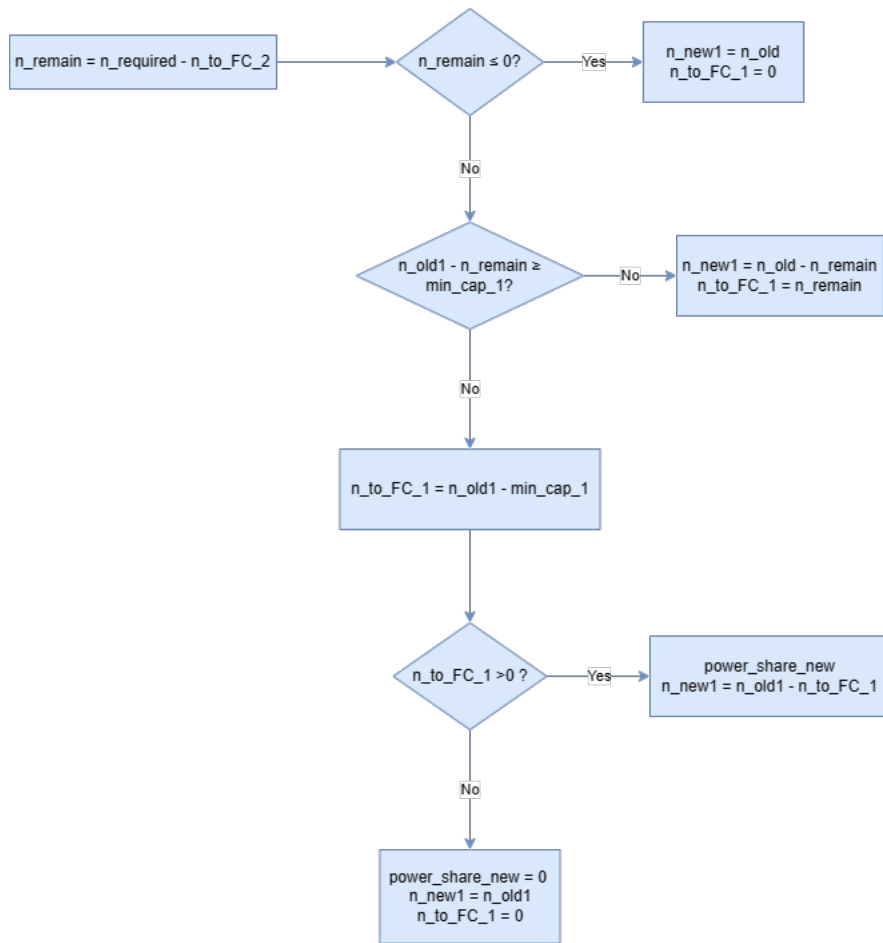 n_remain = n_required - n_to_FC_2
n_remain ≤ 0?
Yes
n_new1 = n_old
n_to_FC_1 = 0
No
n_old1 - n_remain ≥
min_cap_1?
No
n_new1 = n_old - n_remain
n_to_FC_1 = n_remain
No
n_to_FC_1 = n_old1 - min_cap_1
n_to_FC_1 >0 ?
Yes
power_share_new
n_new1 = n_old1 - n_to_FC_1
No
power_share_new = 0
n_new1 = n_old1
n_to_FC_1 = 0